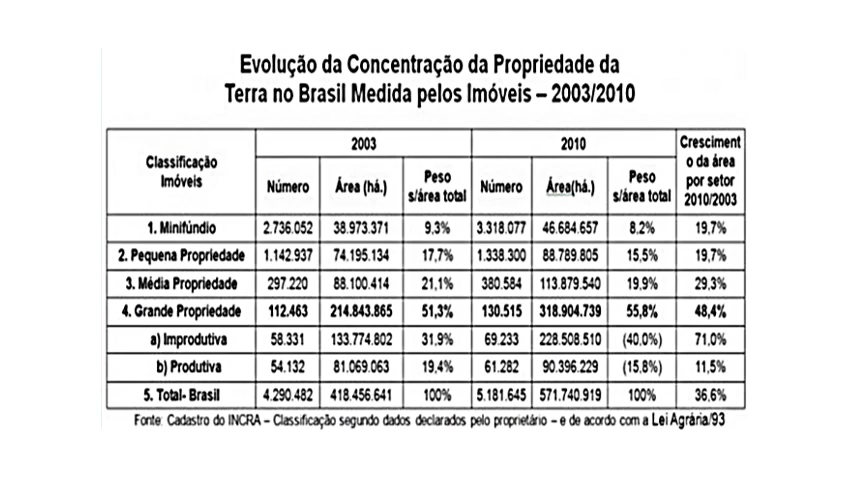 Evolução da Concentração da Propriedade da
Terra no Brasil Medida pelos Imóveis – 2003/2010
Classificação Imóveis 2003 2010 Cresciment o da área por setor 2010/2003
Número Área (há.) Peso s/área total Número Área(há.) Peso s/área total
1. Minifúndio 2.736.052 38.973.371 9.3% 3.318.077 46.684.657 8.2% 19,7%
2. Pequena Propriedade 1.142.937 74.195.134 17,7% 1.338.300 88.789.805 15,5% 19,7%
3. Média Propriedade 297.220 88.100.414 21,1% 380.584 113.879.540 19,9% 29,3%
4. Grande Propriedade 112.463 214.843.865 51,3% 130.515 318.904.739 55,8% 48,4%
a) Improdutiva 58.331 133.774.802 31,9% 69.233 228.508.510 (40.0%) 71,0%
b) Produtiva 54.132 81.069.063 19,4% 61.282 90.396.229 (15,8%) 11,5%
5. Total- Brasil 4.290.482 418.456.641 100% 5.181.645 571.740.919 100% 36,6%
Fonte: Cadastro do INCRA – Classificação segundo dados declarados pelo proprietário – e de acordo com a Lei Agrária/93